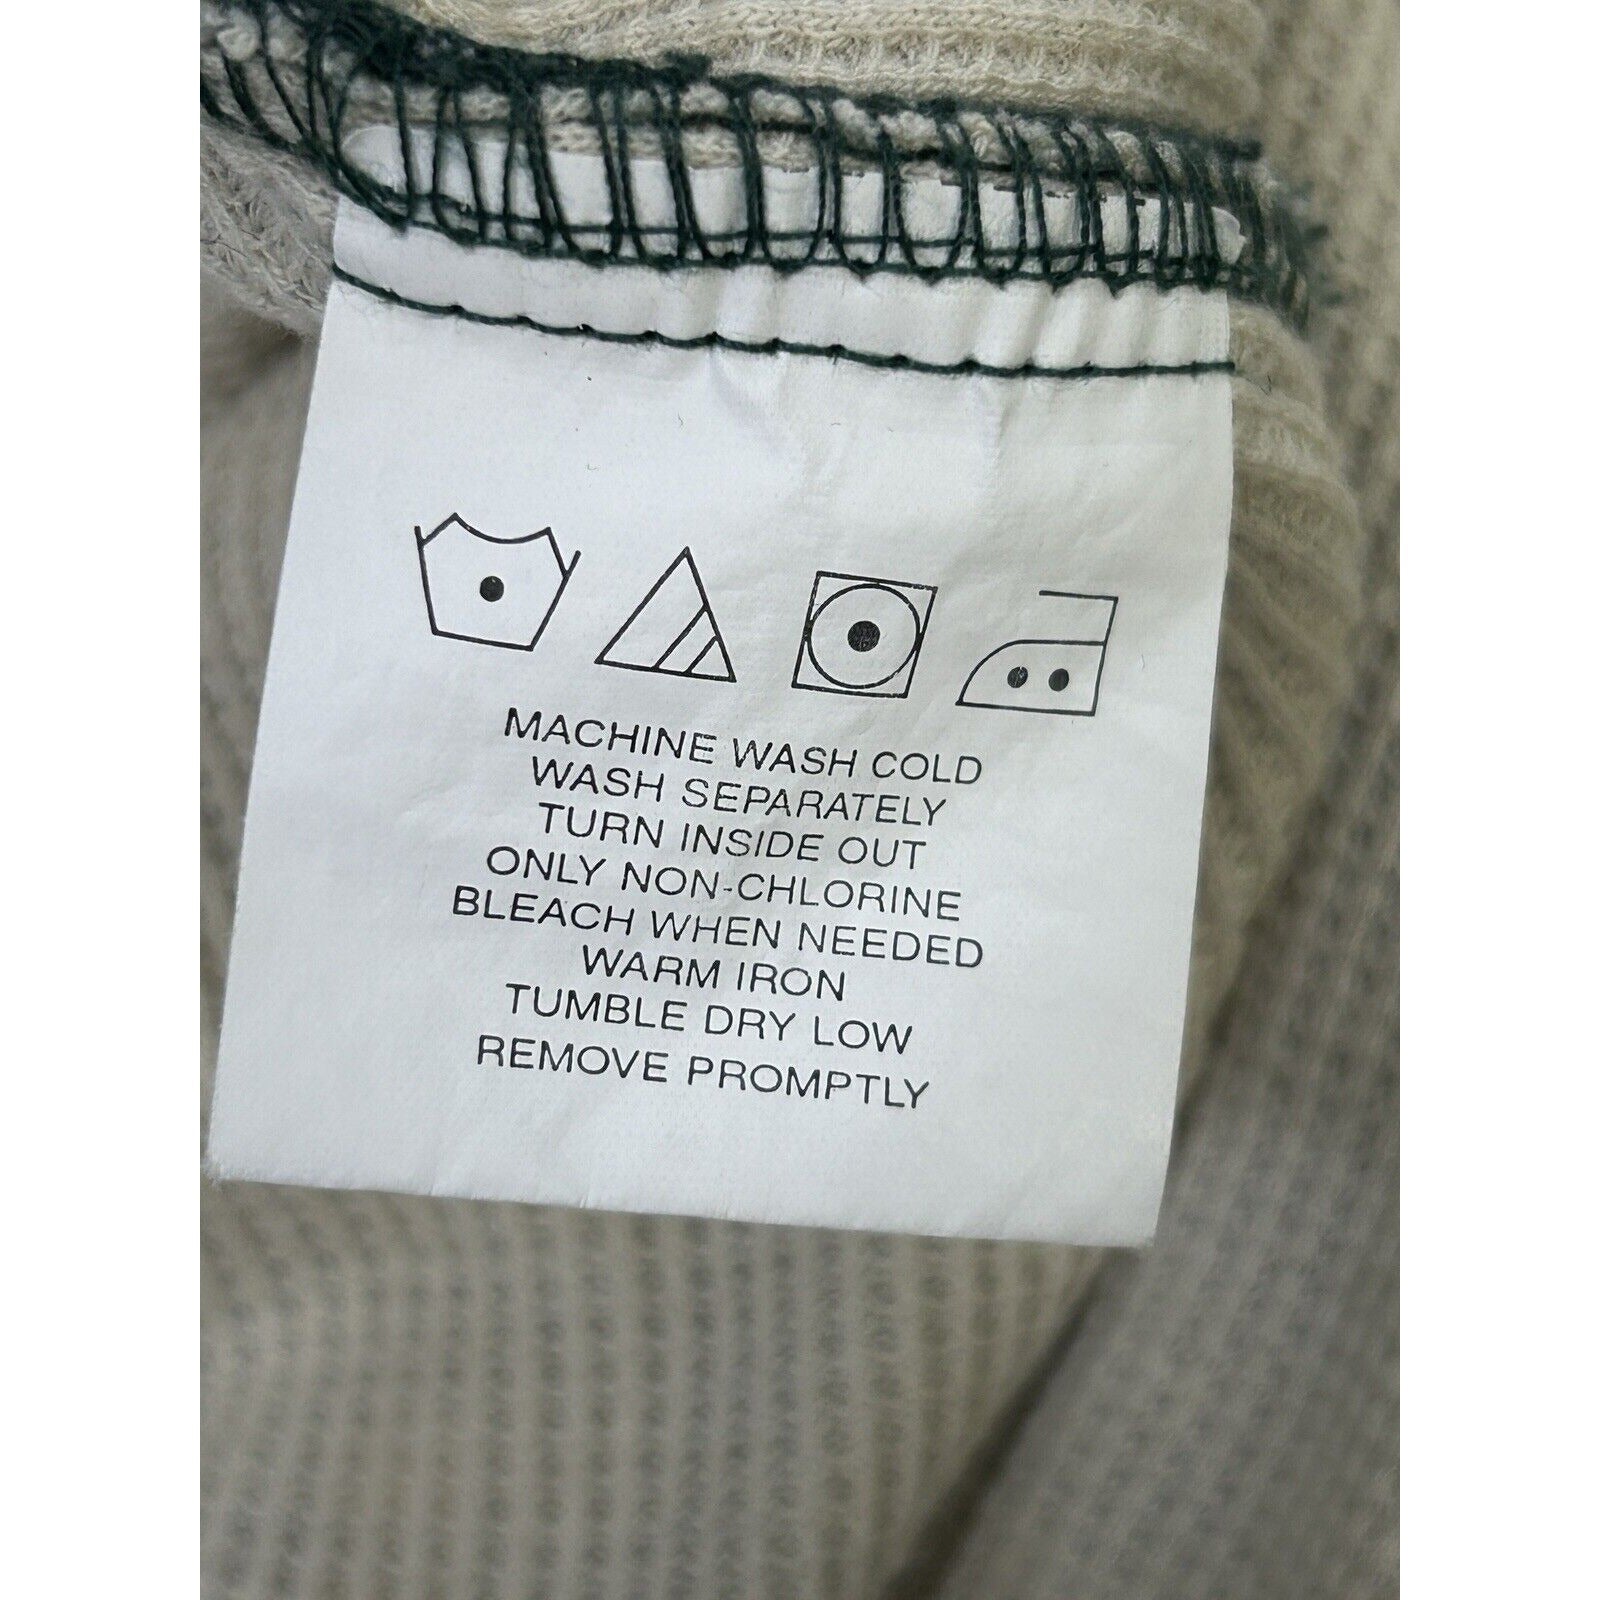 MACHINE WASH COLD
WASH SEPARATELY
TURN INSIDE OUT
ONLY NON-CHLORINE
BLEACH WHEN NEEDED
WARM IRON
TUMBLE DRY LOW
REMOVE PROMPTLY